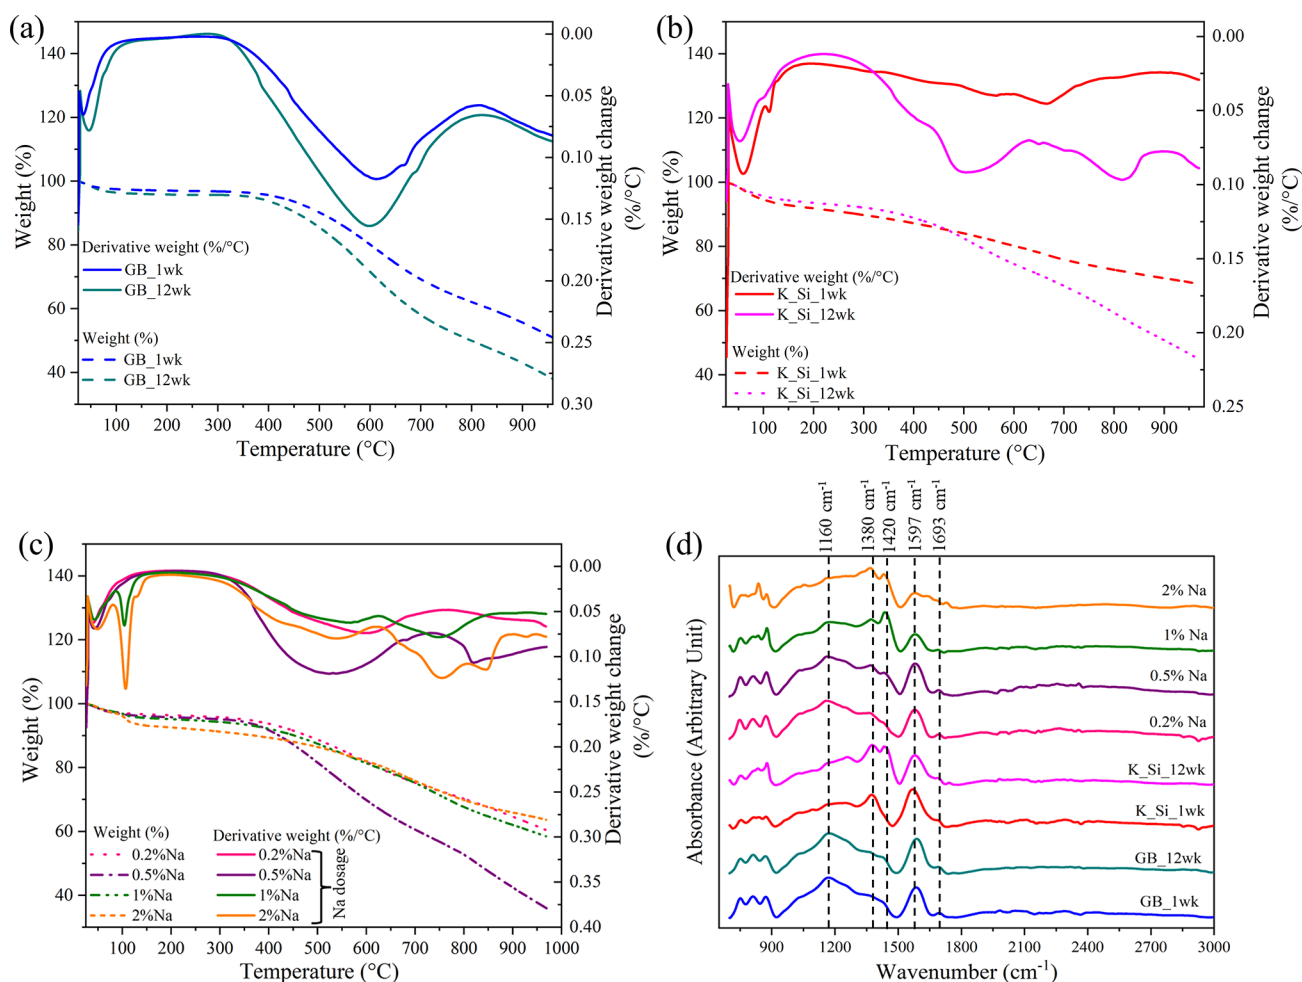 (a)
140
120
100
80
60
40
Weight (%)
0.00
0.05
0.10
0.15
0.20
0.25
0.30
Derivative weight change
(%/°C)
Derivative weight (%/°C)
GB_1wk
GB_12wk
Weight (%)
GB_1wk
GB_12wk
100 200 300 400 500 600 700 800 900
Temperature (°C)
(b)
140
120
100
80
60
40
Weight (%)
0.00
0.05
0.10
0.15
0.20
0.25
Derivative weight change
(%/°C)
Derivative weight (%/°C)
K_Si_1wk
K_Si_12wk
Weight (%)
K_Si_1wk
K_Si_12wk
100 200 300 400 500 600 700 800 900
Temperature (°C)
(c)
140
120
100
80
60
40
Weight (%)
0.00
0.05
0.10
0.15
0.20
0.25
0.30
0.35
0.40
Derivative weight change
(%/°C)
Weight (%)
0.2%Na
0.5%Na
1%Na
2%Na
Derivative weight (%/°C)
0.2%Na
0.5%Na
1%Na
2%Na
Na dosage
100 200 300 400 500 600 700 800 900 1000
Temperature (°C)
(d)
1160 cm-1
1380 cm-1
1420 cm-1
1597 cm-1
1693 cm-1
Absorbance (Arbitrary Unit)
2% Na
1% Na
0.5% Na
0.2% Na
K_Si_12wk
K_Si_1wk
GB_12wk
GB_1wk
900 1200 1500 1800 2100 2400 2700 3000
Wavenumber (cm-1)